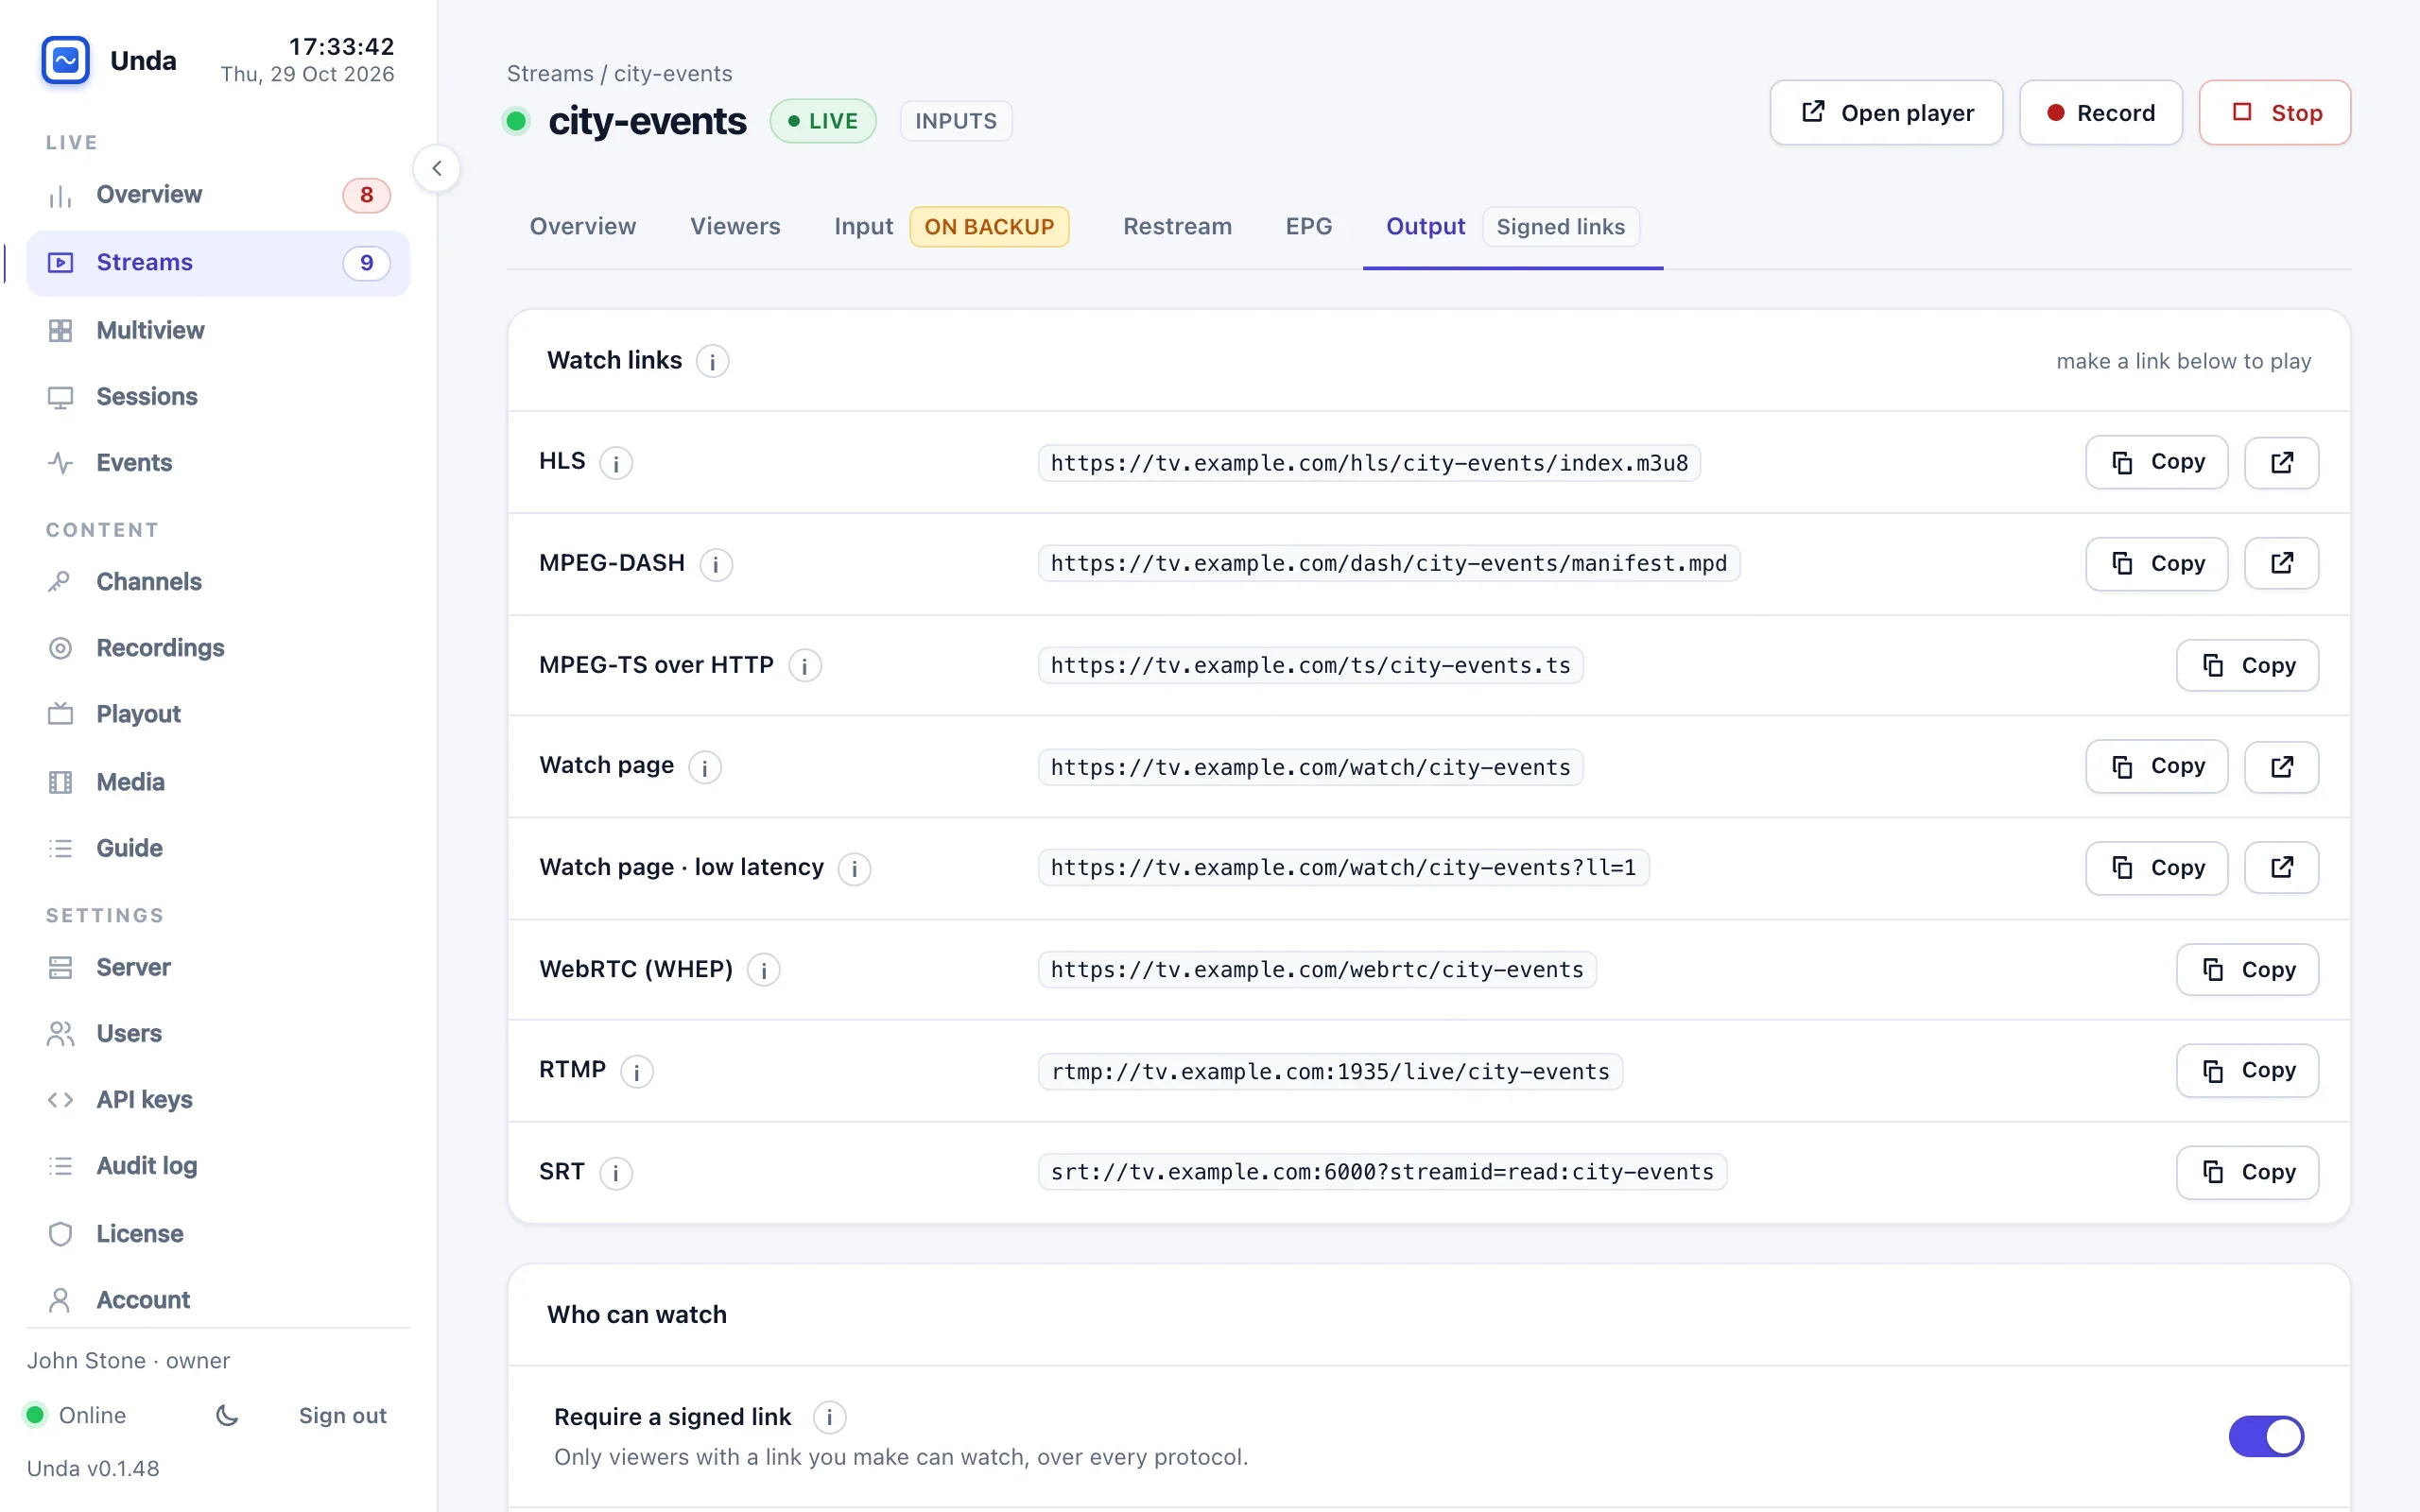 Unda
17:33:42
Thu, 29 Oct 2026
LIVE
Overview 8
Streams 9
Multiview
Sessions
Events
CONTENT
Channels
Recordings
Playout
Media
Guide
SETTINGS
Server
Users
API keys
Audit log
License
Account
John Stone · owner
Online Sign out
Unda v0.1.48
Streams / city-events
city-events LIVE INPUTS
Open player Record Stop
Overview Viewers Input ON BACKUP Restream EPG Output Signed links
Watch links i make a link below to play
HLS i https://tv.example.com/hls/city-events/index.m3u8 Copy
MPEG-DASH i https://tv.example.com/dash/city-events/manifest.mpd Copy
MPEG-TS over HTTP i https://tv.example.com/ts/city-events.ts Copy
Watch page i https://tv.example.com/watch/city-events Copy
Watch page · low latency i https://tv.example.com/watch/city-events?ll=1 Copy
WebRTC (WHEP) i https://tv.example.com/webrtc/city-events Copy
RTMP i rtmp://tv.example.com:1935/live/city-events Copy
SRT i srt://tv.example.com:6000?streamid=read:city-events Copy
Who can watch
Require a signed link i
Only viewers with a link you make can watch, over every protocol.